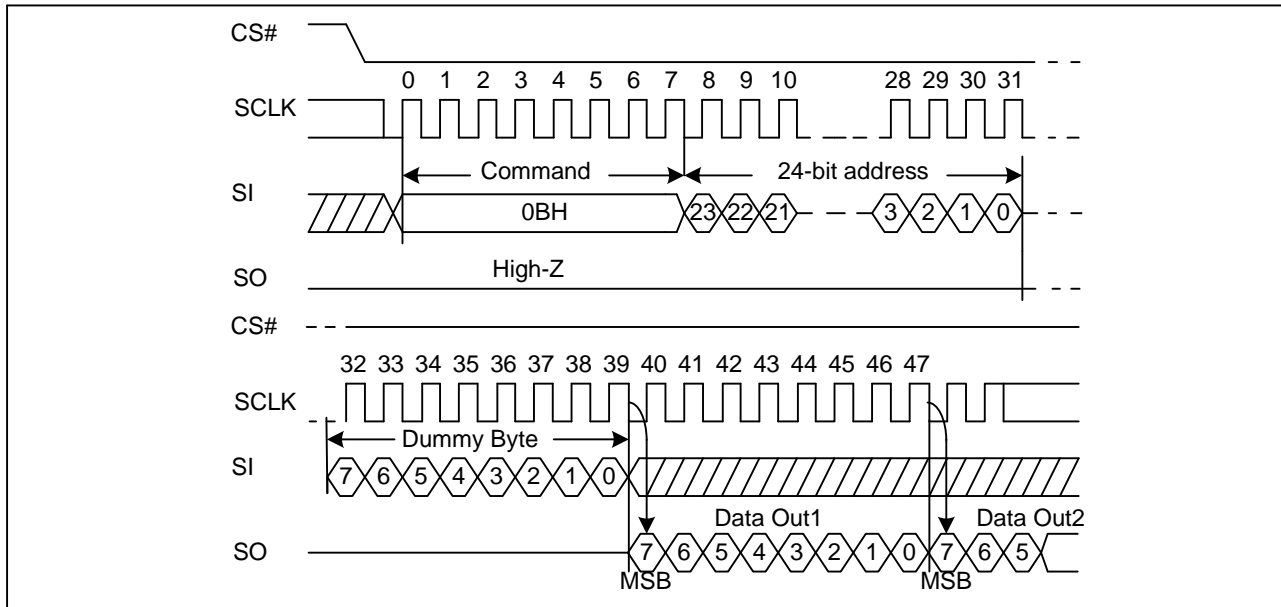 CS#
0 1 2 3 4 5 6 7 8 9 10 28 29 30 31
SCLK
Command 24-bit address
SI
0BH 23 22 21 3 2 1 0
High-Z
SO
CS#
32 33 34 35 36 37 38 39 40 41 42 43 44 45 46 47
SCLK
Dummy Byte
SI
7 6 5 4 3 2 1 0
Data Out1 Data Out2
SO
7 6 5 4 3 2 1 0 7 6 5
MSB MSB